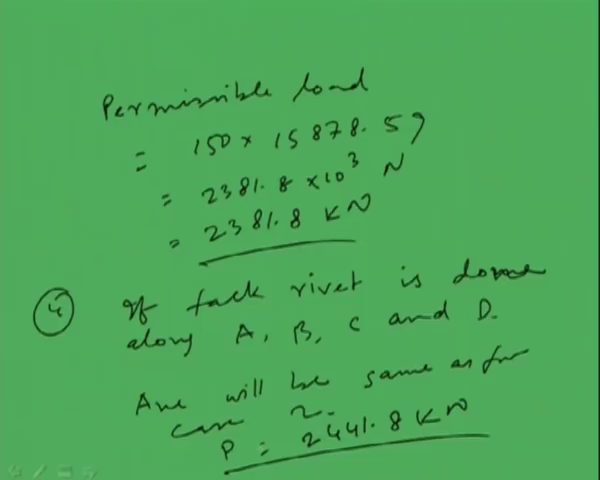 Permissible load
= 150 × 15878.59
= 2381.8 × 10³ N
= 2381.8 KN
④ If tack rivet is done
along A, B, C and D.
Ane will be same as for
case 2.
P = 2441.8 KN